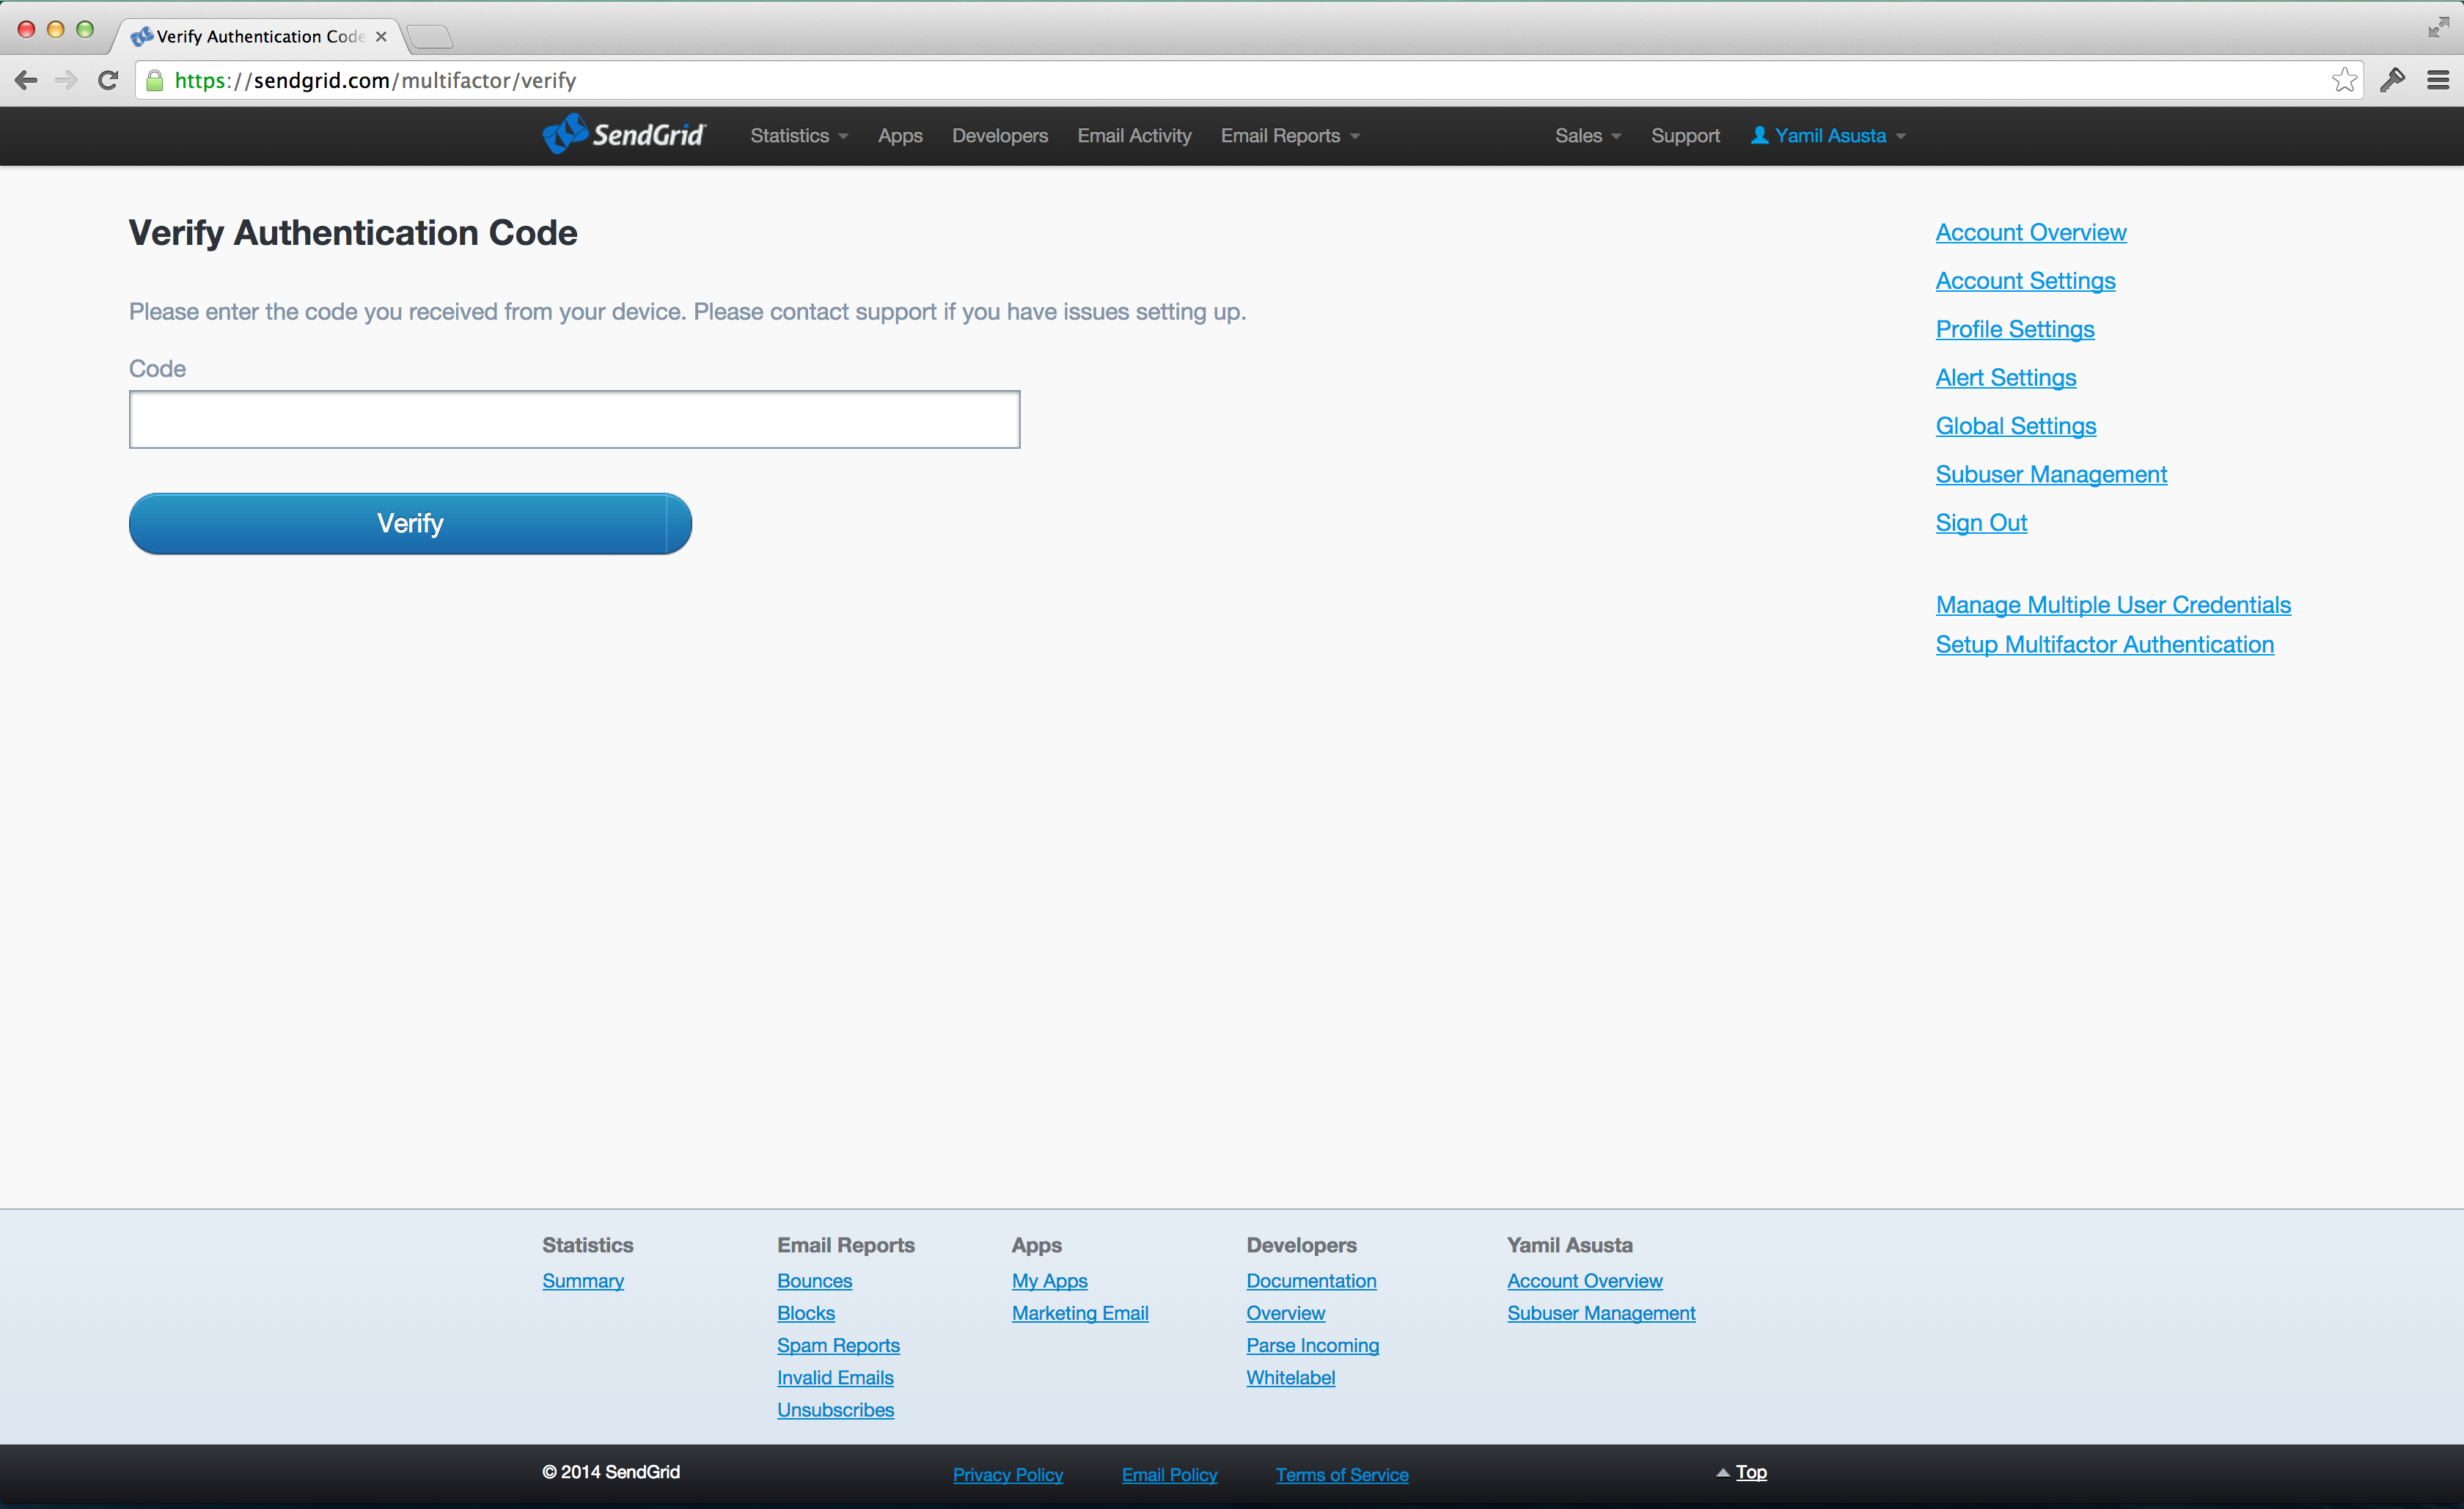 Verify Authentication Code
https://sendgrid.com/multifactor/verify
SendGrid Statistics Apps Developers Email Activity Email Reports Sales Support Yamil Asusta
Verify Authentication Code
Please enter the code you received from your device. Please contact support if you have issues setting up.
Code
Verify
Account Overview
Account Settings
Profile Settings
Alert Settings
Global Settings
Subuser Management
Sign Out
Manage Multiple User Credentials
Setup Multifactor Authentication
Statistics
Summary
Email Reports
Bounces
Blocks
Spam Reports
Invalid Emails
Unsubscribes
Apps
My Apps
Marketing Email
Developers
Documentation
Overview
Parse Incoming
Whitelabel
Yamil Asusta
Account Overview
Subuser Management
© 2014 SendGrid Privacy Policy Email Policy Terms of Service Top